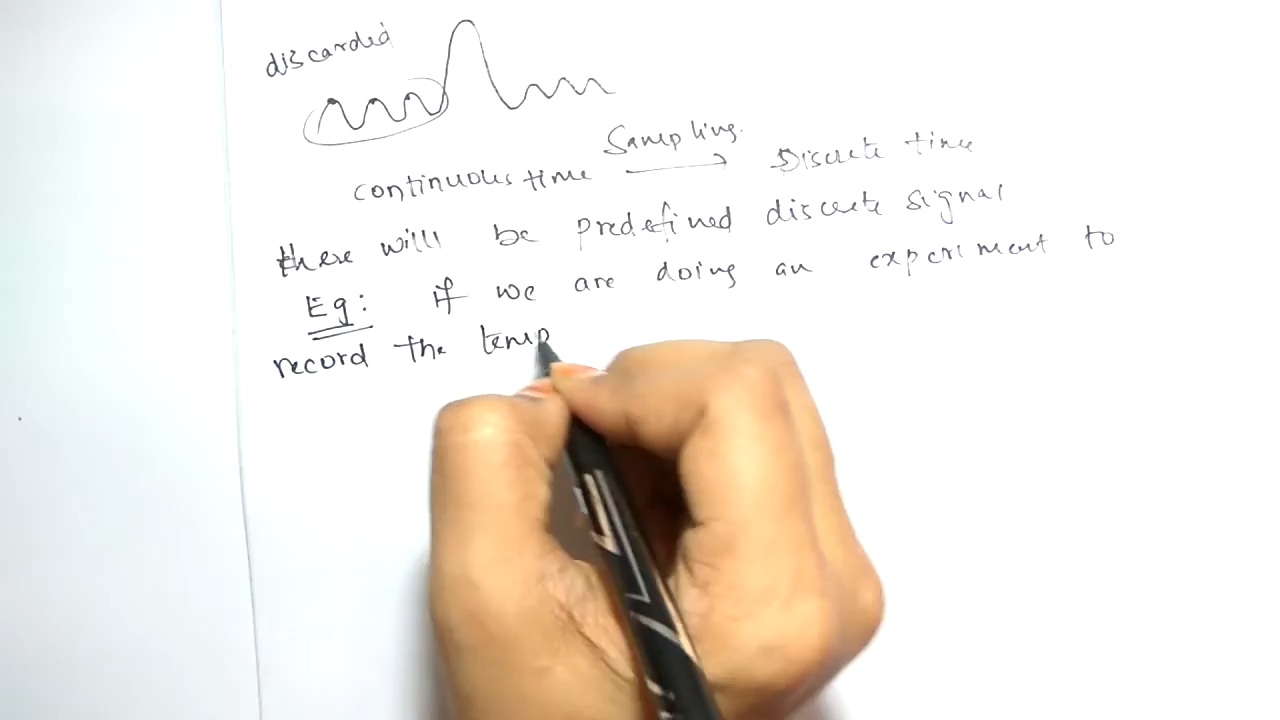 discarded
Sampling.
continuous time → Discrete time
there will be predefined discrete signal
Eg: if we are doing an experiment to
record the temp